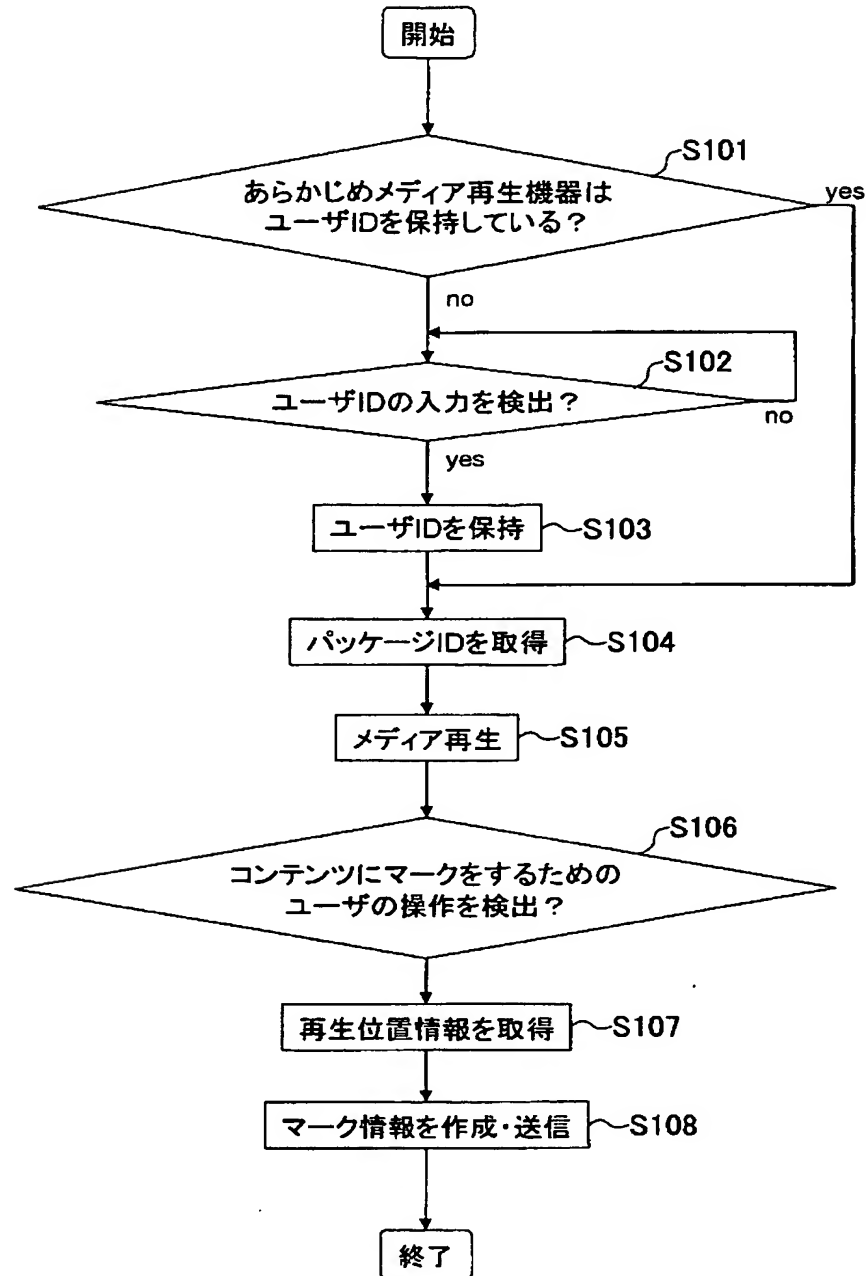 開始
S101
あらかじめメディア再生機器は
ユーザIDを保持している？
yes
no
S102
ユーザIDの入力を検出？
no
yes
ユーザIDを保持
S103
パッケージIDを取得
S104
メディア再生
S105
S106
コンテンツにマークをするための
ユーザの操作を検出？
再生位置情報を取得
S107
マーク情報を作成・送信
S108
終了